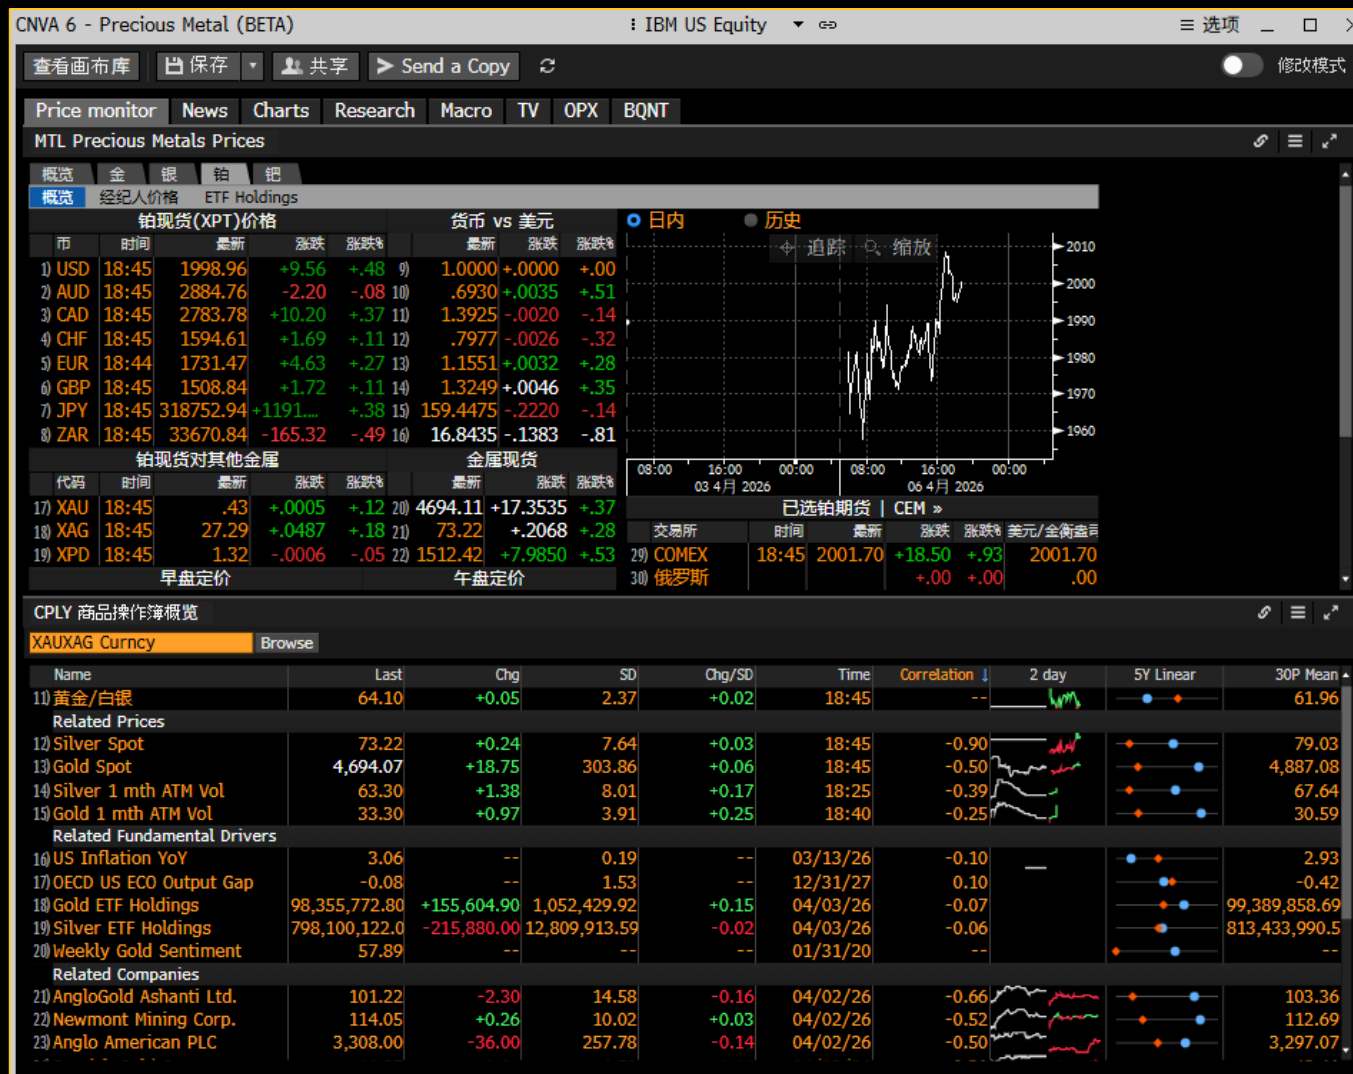 CNVA 6 - Precious Metal (BETA) IBM US Equity 选项
查看画布库 保存 共享 Send a Copy 修改模式
Price monitor News Charts Research Macro TV OPX BQNT
MTL Precious Metals Prices
概览 金 银 铂 钯
概览 经纪人价格 ETF Holdings
铂现货(XPT)价格 货币 vs 美元 日内 历史
币 时间 最新 涨跌 涨跌% 最新 涨跌 涨跌% 追踪 缩放
1) USD 18:45 1998.96 +9.56 +.48 9) 1.0000 +.0000 +.00
2) AUD 18:45 2884.76 -2.20 -.08 10) .6930 +.0035 +.51
3) CAD 18:45 2783.78 +10.20 +.37 11) 1.3925 -.0020 -.14
4) CHF 18:45 1594.61 +1.69 +.11 12) .7977 -.0026 -.32
5) EUR 18:44 1731.47 +4.63 +.27 13) 1.1551 +.0032 +.28
6) GBP 18:45 1508.84 +1.72 +.11 14) 1.3249 +.0046 +.35
7) JPY 18:45 318752.94 +1191.... +.38 15) 159.4475 -.2220 -.14
8) ZAR 18:45 33670.84 -165.32 -.49 16) 16.8435 -.1383 -.81
2010
2000
1990
1980
1970
1960
08:00 16:00 00:00 08:00 16:00 00:00
03 4月 2026 06 4月 2026
铂现货对其他金属 金属现货
代码 时间 最新 涨跌 涨跌% 最新 涨跌 涨跌%
17) XAU 18:45 .43 +.0005 +.12 20) 4694.11 +17.3535 +.37
18) XAG 18:45 27.29 +.0487 +.18 21) 73.22 +.2068 +.28
19) XPD 18:45 1.32 -.0006 -.05 22) 1512.42 +7.9850 +.53
早盘定价 午盘定价
已选铂期货 | CEM »
交易所 时间 最新 涨跌 涨跌% 美元/金衡盎司
29) COMEX 18:45 2001.70 +18.50 +.93 2001.70
30) 俄罗斯 +.00 +.00 .00
CPLY 商品操作簿概览
XAUXAG Curncy Browse
Name Last Chg SD Chg/SD Time Correlation ↓ 2 day 5Y Linear 30P Mean
11) 黄金/白银 64.10 +0.05 2.37 +0.02 18:45 -- 61.96
Related Prices
12) Silver Spot 73.22 +0.24 7.64 +0.03 18:45 -0.90 79.03
13) Gold Spot 4,694.07 +18.75 303.86 +0.06 18:45 -0.50 4,887.08
14) Silver 1 mth ATM Vol 63.30 +1.38 8.01 +0.17 18:25 -0.39 67.64
15) Gold 1 mth ATM Vol 33.30 +0.97 3.91 +0.25 18:40 -0.25 30.59
Related Fundamental Drivers
16) US Inflation YoY 3.06 -- 0.19 -- 03/13/26 -0.10 2.93
17) OECD US ECO Output Gap -0.08 -- 1.53 -- 12/31/27 0.10 -0.42
18) Gold ETF Holdings 98,355,772.80 +155,604.90 1,052,429.92 +0.15 04/03/26 -0.07 99,389,858.69
19) Silver ETF Holdings 798,100,122.0 -215,880.00 12,809,913.59 -0.02 04/03/26 -0.06 813,433,990.5
20) Weekly Gold Sentiment 57.89 -- -- -- 01/31/20 -- --
Related Companies
21) AngloGold Ashanti Ltd. 101.22 -2.30 14.58 -0.16 04/02/26 -0.66 103.36
22) Newmont Mining Corp. 114.05 +0.26 10.02 +0.03 04/02/26 -0.52 112.69
23) Anglo American PLC 3,308.00 -36.00 257.78 -0.14 04/02/26 -0.50 3,297.07